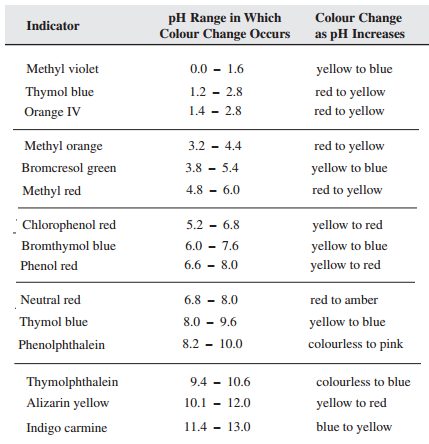 Indicator pH Range in Which Colour Change Occurs Colour Change as pH Increases
Methyl violet 0.0 – 1.6 yellow to blue
Thymol blue 1.2 – 2.8 red to yellow
Orange IV 1.4 – 2.8 red to yellow
Methyl orange 3.2 – 4.4 red to yellow
Bromcresol green 3.8 – 5.4 yellow to blue
Methyl red 4.8 – 6.0 red to yellow
Chlorophenol red 5.2 – 6.8 yellow to red
Bromthymol blue 6.0 – 7.6 yellow to blue
Phenol red 6.6 – 8.0 yellow to red
Neutral red 6.8 – 8.0 red to amber
Thymol blue 8.0 – 9.6 yellow to blue
Phenolphthalein 8.2 – 10.0 colourless to pink
Thymolphthalein 9.4 – 10.6 colourless to blue
Alizarin yellow 10.1 – 12.0 yellow to red
Indigo carmine 11.4 – 13.0 blue to yellow